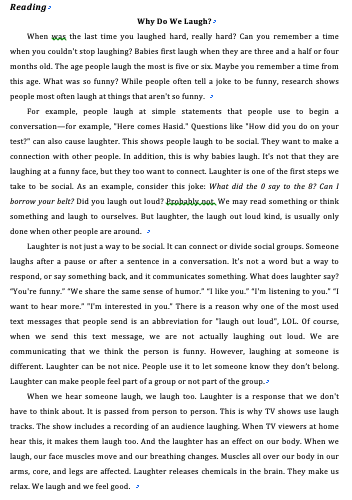 Reading
Why Do We Laugh?
When was the last time you laughed hard, really hard? Can you remember a time
when you couldn't stop laughing? Babies first laugh when they are three and a half or four
months old. The age people laugh the most is five or six. Maybe you remember a time from
this age. What was so funny? While people often tell a joke to be funny, research shows
people most often laugh at things that aren't so funny.
For example, people laugh at simple statements that people use to begin a
conversation—for example, "Here comes Hasid." Questions like "How did you do on your
test?" can also cause laughter. This shows people laugh to be social. They want to make a
connection with other people. In addition, this is why babies laugh. It's not that they are
laughing at a funny face, but they too want to connect. Laughter is one of the first steps we
take to be social. As an example, consider this joke: What did the 0 say to the 8? Can I
borrow your belt? Did you laugh out loud? Probably not. We may read something or think
something and laugh to ourselves. But laughter, the laugh out loud kind, is usually only
done when other people are around.
Laughter is not just a way to be social. It can connect or divide social groups. Someone
laughs after a pause or after a sentence in a conversation. It's not a word but a way to
respond, or say something back, and it communicates something. What does laughter say?
"You're funny." "We share the same sense of humor." "I like you." "I'm listening to you." "I
want to hear more." "I'm interested in you." There is a reason why one of the most used
text messages that people send is an abbreviation for "laugh out loud", LOL. Of course,
when we send this text message, we are not actually laughing out loud. We are
communicating that we think the person is funny. However, laughing at someone is
different. Laughter can be not nice. People use it to let someone know they don't belong.
Laughter can make people feel part of a group or not part of the group.
When we hear someone laugh, we laugh too. Laughter is a response that we don't
have to think about. It is passed from person to person. This is why TV shows use laugh
tracks. The show includes a recording of an audience laughing. When TV viewers at home
hear this, it makes them laugh too. And the laughter has an effect on our body. When we
laugh, our face muscles move and our breathing changes. Muscles all over our body in our
arms, core, and legs are affected. Laughter releases chemicals in the brain. They make us
relax. We laugh and we feel good.